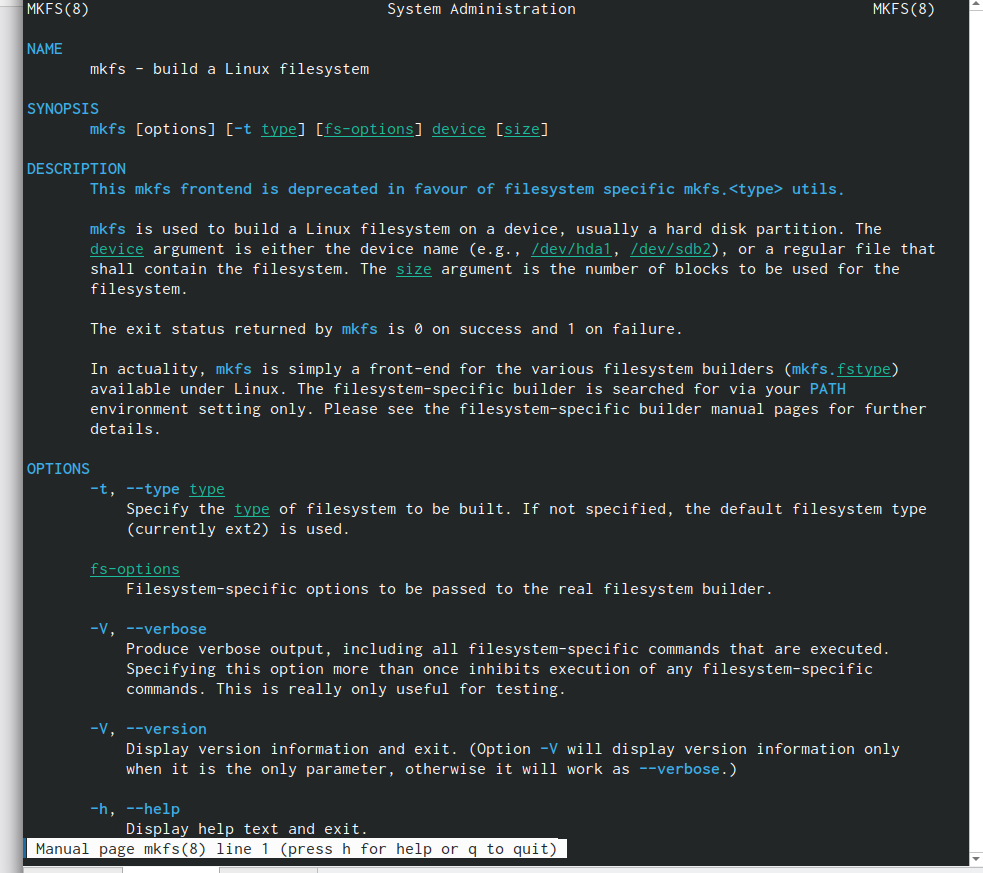 MKFS(8) System Administration MKFS(8)
NAME
mkfs - build a Linux filesystem
SYNOPSIS
mkfs [options] [-t type] [fs-options] device [size]
DESCRIPTION
This mkfs frontend is deprecated in favour of filesystem specific mkfs.<type> utils.
mkfs is used to build a Linux filesystem on a device, usually a hard disk partition. The
device argument is either the device name (e.g., /dev/hda1, /dev/sdb2), or a regular file that
shall contain the filesystem. The size argument is the number of blocks to be used for the
filesystem.
The exit status returned by mkfs is 0 on success and 1 on failure.
In actuality, mkfs is simply a front-end for the various filesystem builders (mkfs.fstype)
available under Linux. The filesystem-specific builder is searched for via your PATH
environment setting only. Please see the filesystem-specific builder manual pages for further
details.
OPTIONS
-t, --type type
Specify the type of filesystem to be built. If not specified, the default filesystem type
(currently ext2) is used.
fs-options
Filesystem-specific options to be passed to the real filesystem builder.
-V, --verbose
Produce verbose output, including all filesystem-specific commands that are executed.
Specifying this option more than once inhibits execution of any filesystem-specific
commands. This is really only useful for testing.
-V, --version
Display version information and exit. (Option -V will display version information only
when it is the only parameter, otherwise it will work as --verbose.)
-h, --help
Display help text and exit.
Manual page mkfs(8) line 1 (press h for help or q to quit)